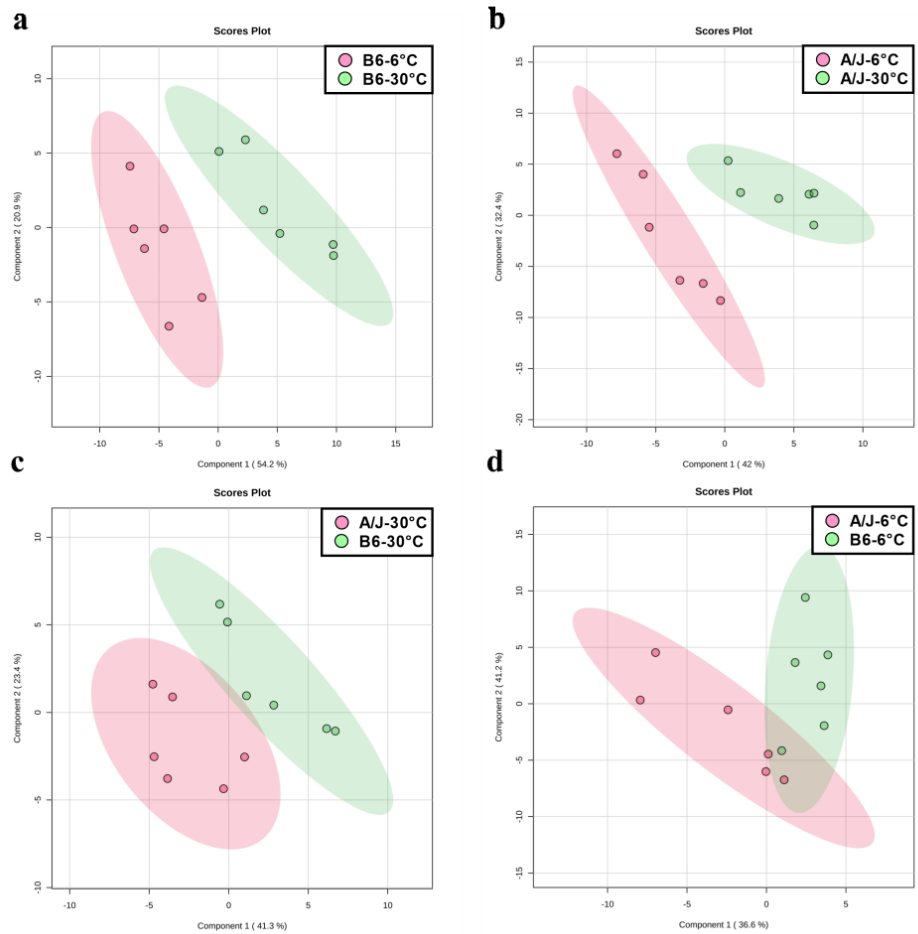 a
Scores Plot
B6-6°C
B6-30°C
Component 2 ( 20.9 %)
10
5
0
-5
-10
-10 -5 0 5 10 15
Component 1 ( 54.2 %)
b
Scores Plot
A/J-6°C
A/J-30°C
Component 2 ( 32.4 %)
15
10
5
0
-5
-10
-15
-20
-10 -5 0 5 10
Component 1 ( 42 %)
c
Scores Plot
A/J-30°C
B6-30°C
Component 2 ( 23.4 %)
10
5
0
-5
-10
-10 -5 0 5 10
Component 1 ( 41.3 %)
d
Scores Plot
A/J-6°C
B6-6°C
Component 2 ( 41.2 %)
15
10
5
0
-5
-10
-15
-10 -5 0 5
Component 1 ( 36.6 %)